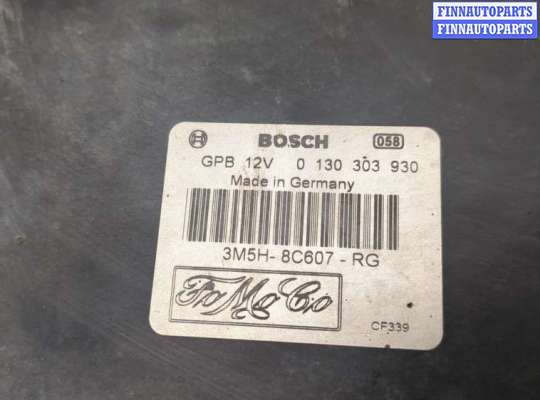 FINNAUTOPARTS
FINNAUTOPARTS
BOSCH 058
GPB 12V 0 130 303 930
Made in Germany
3M5H- 8C607 - RG
FoMoCo
CF339